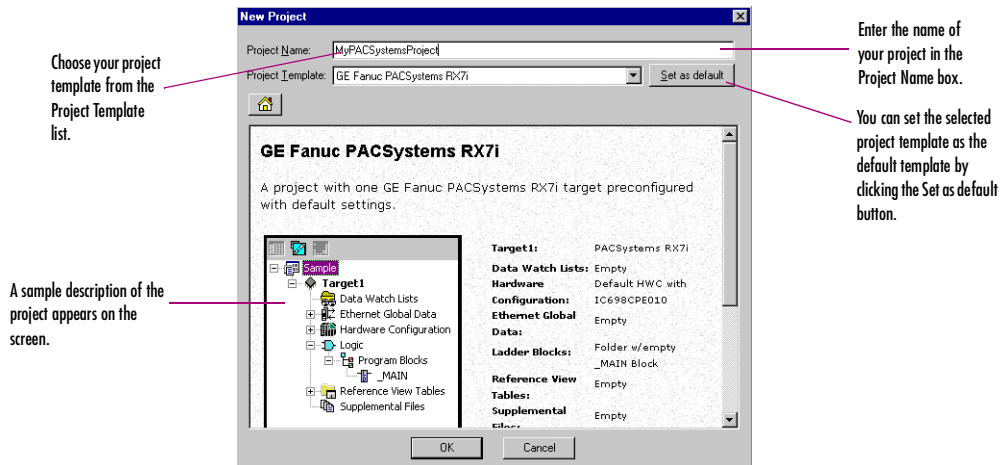 New Project
Project Name: MyPACSystemsProject
Project Template: GE Fanuc PACSystems RX7i
Set as default
GE Fanuc PACSystems RX7i
A project with one GE Fanuc PACSystems RX7i target preconfigured
with default settings.
Sample
Target1
Data Watch Lists
Ethernet Global Data
Hardware Configuration
Logic
Program Blocks
_MAIN
Reference View Tables
Supplemental Files
Target1: PACSystems RX7i
Data Watch Lists: Empty
Hardware Default HWC with
Configuration: IC698CPE010
Ethernet Global
Data: Empty
Ladder Blocks: Folder w/empty
_MAIN Block
Reference View
Tables: Empty
Supplemental
Files: Empty
OK
Cancel
Choose your project
template from the
Project Template
list.
A sample description of the
project appears on the
screen.
Enter the name of
your project in the
Project Name box.
You can set the selected
project template as the
default template by
clicking the Set as default
button.